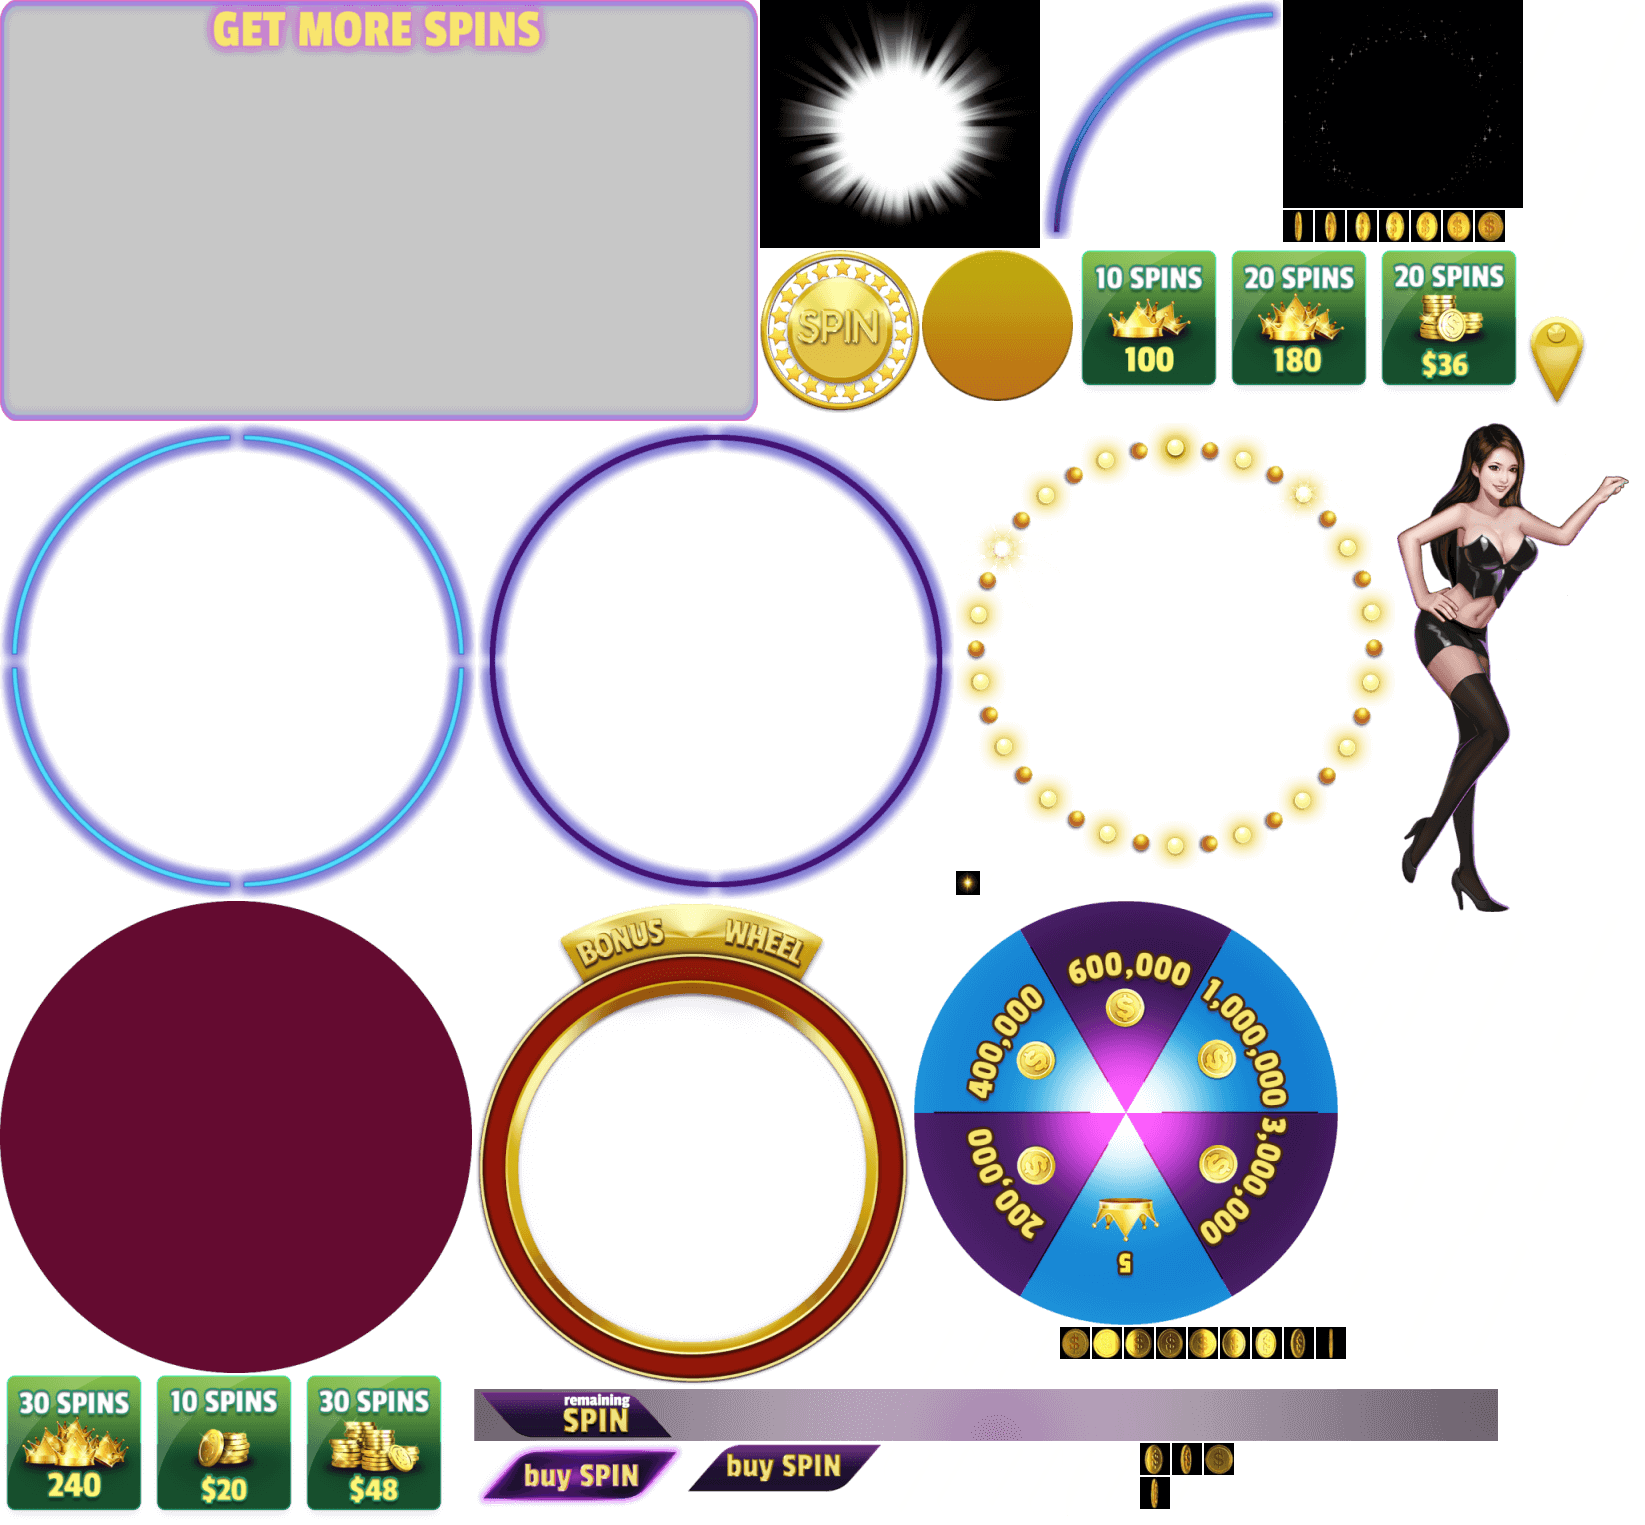 GET MORE SPINS
SPIN
10 SPINS
100
20 SPINS
180
20 SPINS
$36
BONUS WHEEL
600,000
1,000,000
3,000,000
5
200,000
400,000
30 SPINS
240
10 SPINS
$20
30 SPINS
$48
remaining
SPIN
buy SPIN
buy SPIN